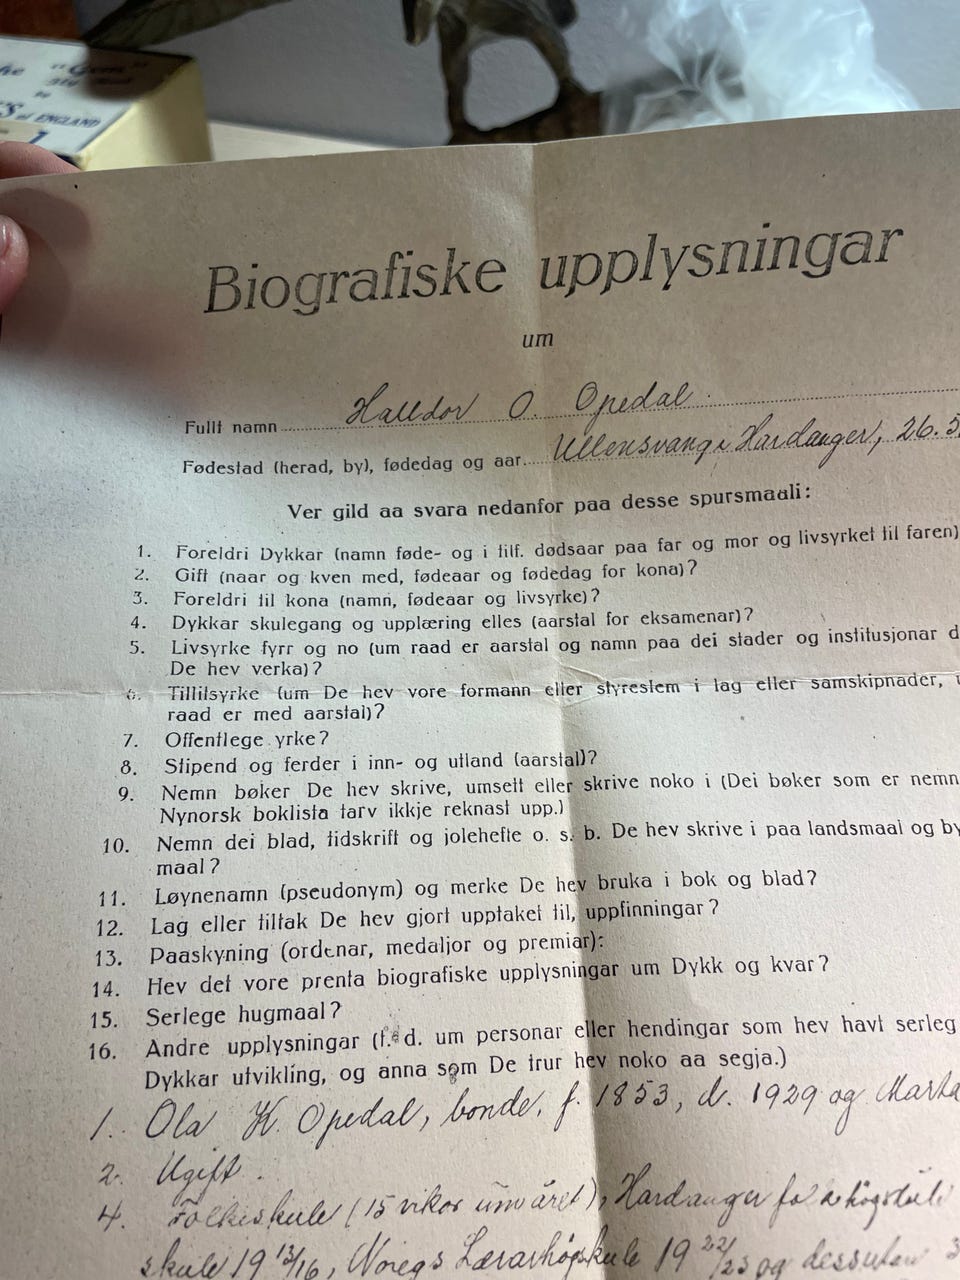 "Gem"
by
of ENGLAND
1
Biografiske upplysningar
um
Fullt namn Halldor O. Opedal
Fødestad (herad, by), fødedag og aar. Ullensvang i Hardanger, 26.5
Ver gild aa svara nedanfor paa desse spursmaali:
1. Foreldri Dykkar (namn føde- og i tilf. dødsaar paa far og mor og livsyrket til faren)
2. Gift (naar og kven med, fødeaar og fødedag for kona)?
3. Foreldri til kona (namn, fødeaar og livsyrke)?
4. Dykkar skulegang og upplæring elles (aarstal for eksamenar)?
5. Livsyrke fyrr og no (um raad er aarstal og namn paa dei stader og institusjonar d
De hev verka)?
6. Tillitsyrke (um De hev vore formann eller styrestem i lag eller samskipnader,
raad er med aarstal)?
7. Offentlege yrke?
8. Stipend og ferder i inn- og utland (aarstal)?
9. Nemn bøker De hev skrive, umsett eller skrive noko i (Dei bøker som er nemn
Nynorsk boklista tarv ikkje reknast upp.)
10. Nemn dei blad, tidskrift og jolehefte o. s. b. De hev skrive i paa landsmaal og by
maal?
11. Løynenamn (pseudonym) og merke De hev bruka i bok og blad?
12. Lag eller tiltak De hev gjort upptaket til, uppfinningar?
13. Paaskyning (ordenar, medaljor og premiar):
14. Hev det vore prenta biografiske upplysningar um Dykk og kvar?
15. Serlege hugmaal?
16. Andre upplysningar (t. d. um personar eller hendingar som hev havt serleg
Dykkar utvikling, og anna som De trur hev noko aa segja.)
1. Ola H. Opedal, bonde, f. 1853, d. 1929 og Marta
2. Ugift.
4. Folkeskule (15 vikor um året), Hardanger folkehøgskule
skule 19 13/16, Noregs Lærarhøgskule 19 22/23 og dessutan 3